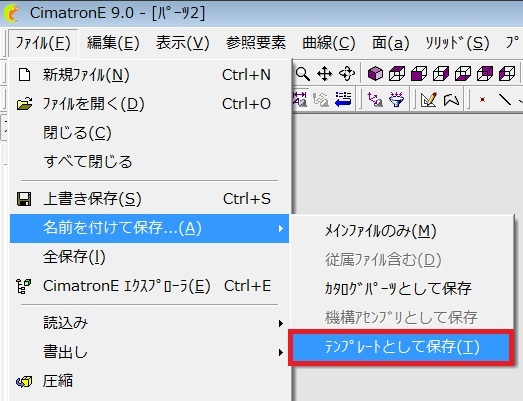 CimatronE 9.0 - [ﾊﾟｰﾂ2]
ﾌｧｲﾙ(F) 編集(E) 表示(V) 参照要素 曲線(C) 面(a) ｿﾘｯﾄﾞ(S) ﾌﾟ
新規ﾌｧｲﾙ(N) Ctrl+N
ﾌｧｲﾙを開く(D) Ctrl+O
閉じる(C)
すべて閉じる
上書き保存(S) Ctrl+S
名前を付けて保存...(A)
全保存(I)
CimatronE ｴｸｽﾌﾟﾛｰﾗ(E) Ctrl+E
読込み
書出し
圧縮
ﾒｲﾝﾌｧｲﾙのみ(M)
従属ﾌｧｲﾙ含む(D)
ｶﾀﾛｸﾞﾊﾟｰﾂとして保存
機構ｱｾﾝﾌﾞﾘとして保存
ﾃﾝﾌﾟﾚｰﾄとして保存(T)